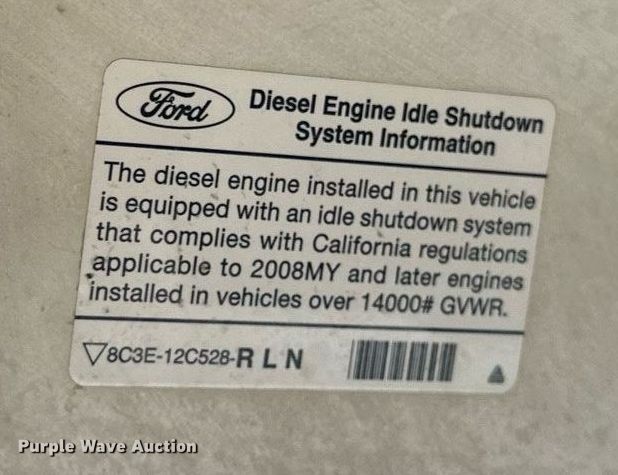 Ford
Diesel Engine Idle Shutdown
System Information
The diesel engine installed in this vehicle
is equipped with an idle shutdown system
that complies with California regulations
applicable to 2008MY and later engines
installed in vehicles over 14000# GVWR.
▽8C3E-12C528-R L N
Purple Wave Auction